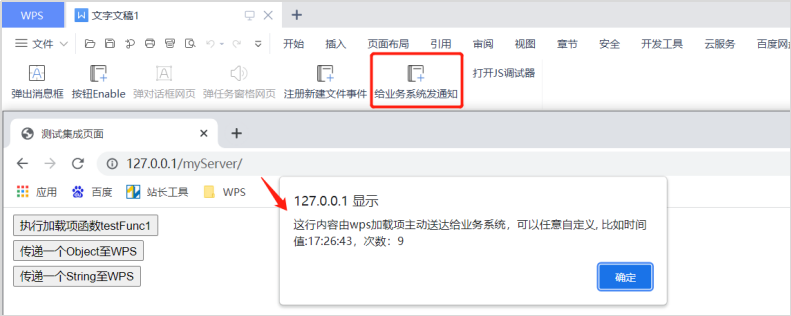 WPS 文字文稿1
文件 开始 插入 页面布局 引用 审阅 视图 章节 安全 开发工具 云服务
弹出消息框 按钮Enable 弹对话框网页 弹任务窗格网页 注册新建文件事件 给业务系统发通知 打开JS调试器
测试集成页面
127.0.0.1/myServer/
应用 百度 站长工具 WPS
127.0.0.1 显示
这行内容由wps加载项主动送达给业务系统，可以任意自定义, 比如时间
值:17:26:43，次数：9
确定
执行加载项函数testFunc1
传递一个Object至WPS
传递一个String至WPS